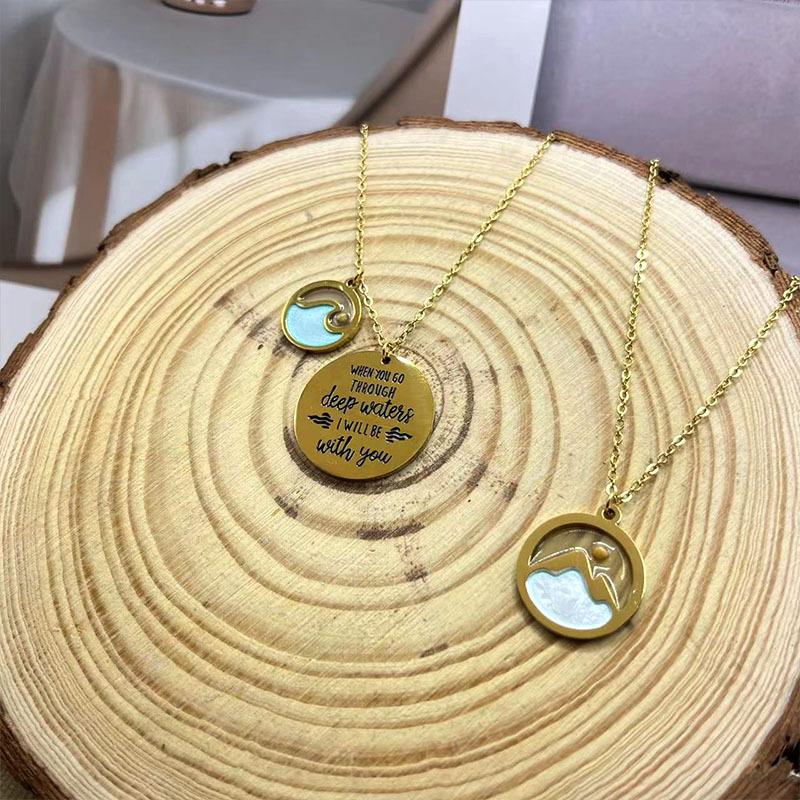 WHEN YOU GO
THROUGH
deep waters
I WILL BE
with you